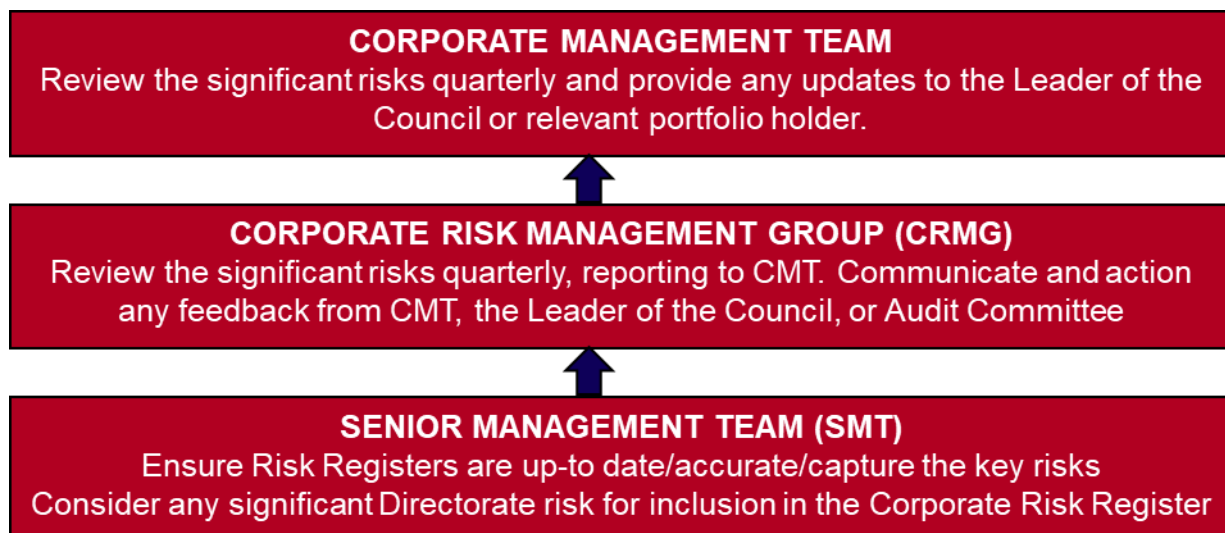 CORPORATE MANAGEMENT TEAM
Review the significant risks quarterly and provide any updates to the Leader of the
Council or relevant portfolio holder.
CORPORATE RISK MANAGEMENT GROUP (CRMG)
Review the significant risks quarterly, reporting to CMT. Communicate and action
any feedback from CMT, the Leader of the Council, or Audit Committee
SENIOR MANAGEMENT TEAM (SMT)
Ensure Risk Registers are up-to date/accurate/capture the key risks
Consider any significant Directorate risk for inclusion in the Corporate Risk Register